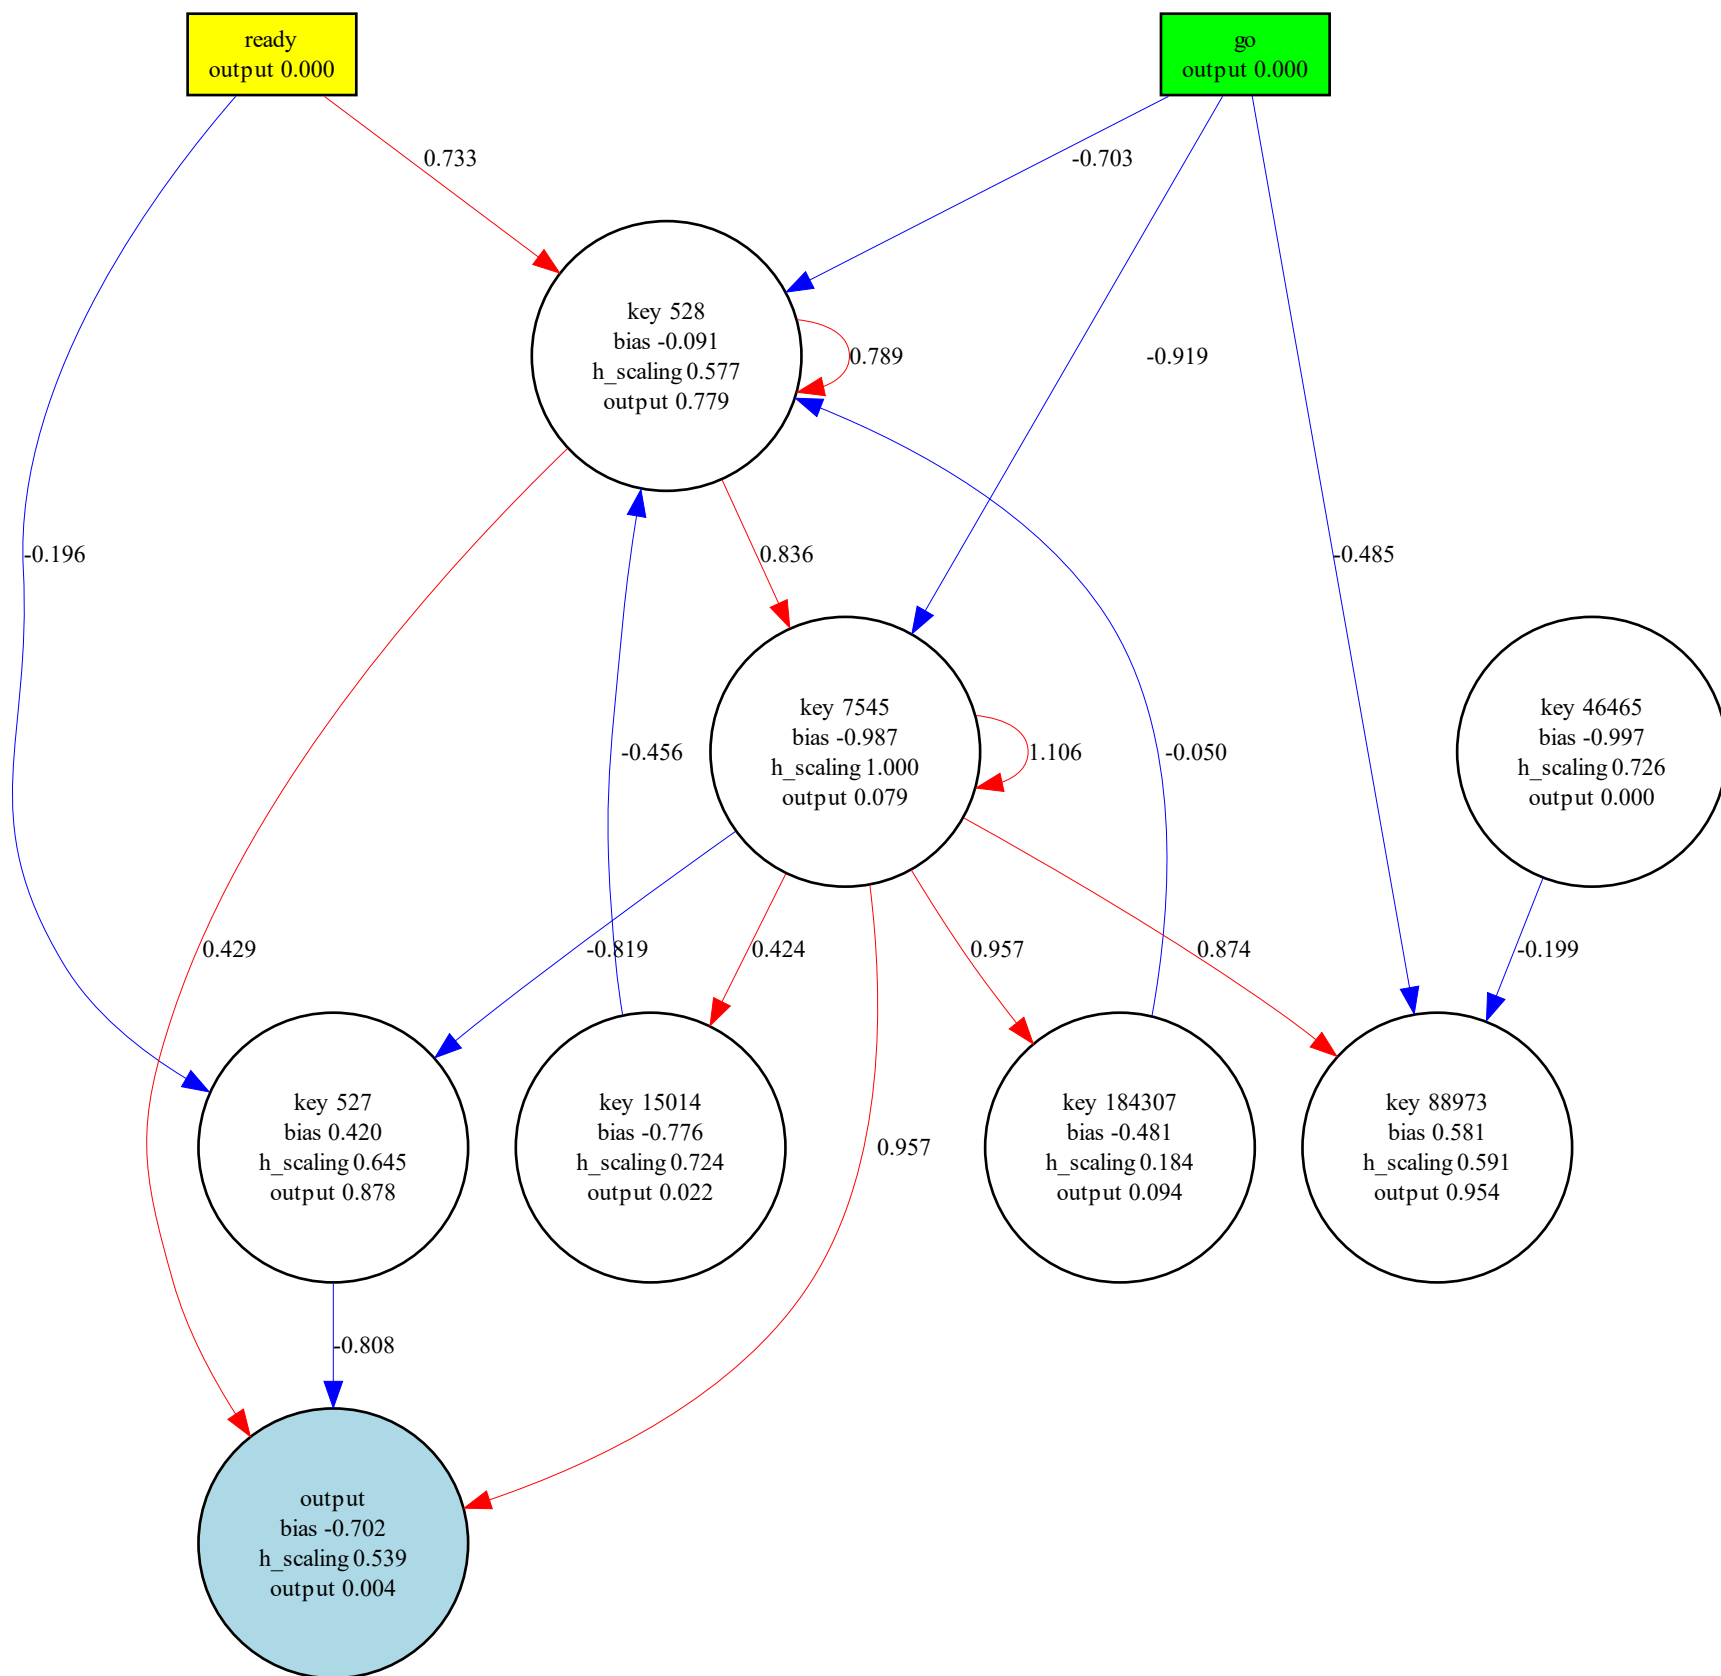 ready
output 0.000
go
output 0.000
0.733
-0.703
key 528
bias -0.091
h_scaling 0.577
output 0.779
0.789
-0.919
-0.196
0.836
-0.485
key 7545
bias -0.987
h_scaling 1.000
output 0.079
1.106
-0.456
-0.050
key 46465
bias -0.997
h_scaling 0.726
output 0.000
0.429
-0.819
0.424
0.957
0.874
-0.199
key 527
bias 0.420
h_scaling 0.645
output 0.878
key 15014
bias -0.776
h_scaling 0.724
output 0.022
0.957
key 184307
bias -0.481
h_scaling 0.184
output 0.094
key 88973
bias 0.581
h_scaling 0.591
output 0.954
-0.808
output
bias -0.702
h_scaling 0.539
output 0.004